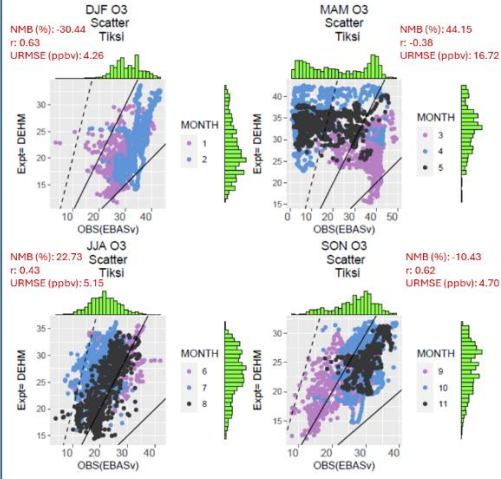 DJF O3
Scatter
Tiksi
NMB (%): -30.44
r: 0.63
URMSE (ppbv): 4.26
Expt= DEHM
30
25
20
15
10 20 30 40
OBS(EBASv)
MONTH
1
2
MAM O3
Scatter
Tiksi
NMB (%): 44.15
r: -0.38
URMSE (ppbv): 16.72
Expt= DEHM
40
35
30
25
20
15
0 10 20 30 40 50
OBS(EBASv)
MONTH
3
4
5
NMB (%): 22.73
r: 0.43
URMSE (ppbv): 5.15
JJA O3
Scatter
Tiksi
Expt= DEHM
35
30
25
20
15
10 20 30 40
OBS(EBASv)
MONTH
6
7
8
SON O3
Scatter
Tiksi
NMB (%): -10.43
r: 0.62
URMSE (ppbv): 4.70
Expt= DEHM
30
25
20
15
10 20 30 40
OBS(EBASv)
MONTH
9
10
11